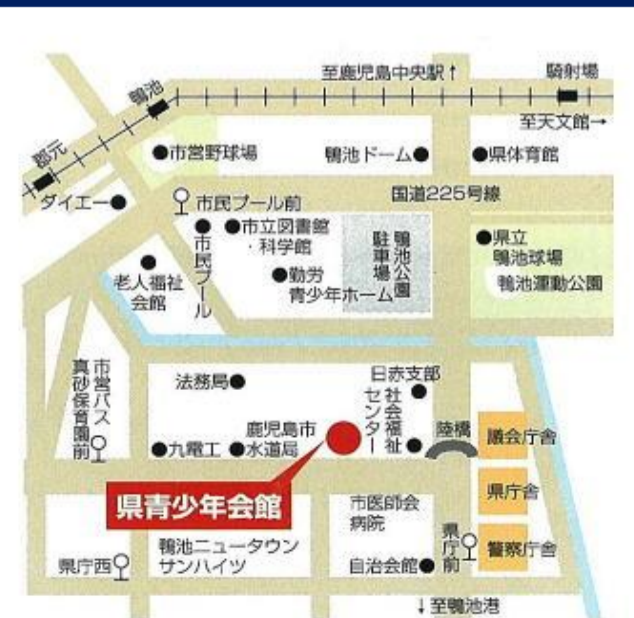 至鹿児島中央駅↑
騎射場
鴨池
至天文館→
郡元
市営野球場
鴨池ドーム
県体育館
ダイエー
市民プール前
国道225号線
市民プール
市立図書館
・科学館
鴨池公園
駐車場
県立
鴨池球場
鴨池運動公園
老人福祉
会館
勤労
青少年ホーム
市営バス
真砂保育園前
法務局
日赤支部
社会福祉
センター
陸橋
議会庁舎
九電工
鹿児島市
水道局
県青少年会館
県庁舎
市医師会
病院
県庁前
警察庁舎
県庁西
鴨池ニュータウン
サンハイツ
自治会館
↓至鴨池港